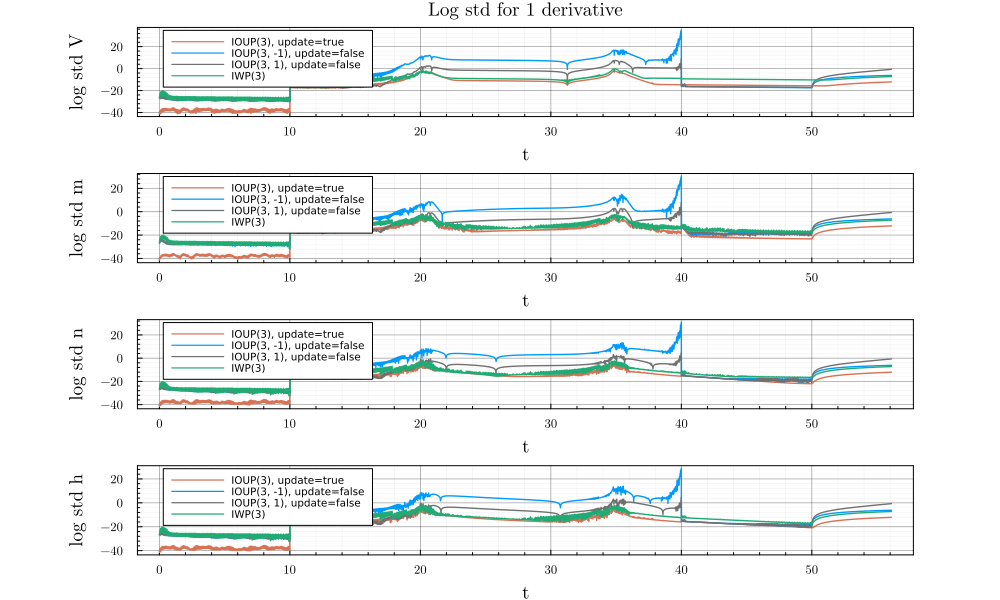 Log std for 1 derivative
log std V
20
0
−20
−40
IOUP(3), update=true
IOUP(3, -1), update=false
IOUP(3, 1), update=false
IWP(3)
0 10 20 30 40 50
t
log std m
20
0
−20
−40
IOUP(3), update=true
IOUP(3, -1), update=false
IOUP(3, 1), update=false
IWP(3)
0 10 20 30 40 50
t
log std n
20
0
−20
−40
IOUP(3), update=true
IOUP(3, -1), update=false
IOUP(3, 1), update=false
IWP(3)
0 10 20 30 40 50
t
log std h
20
0
−20
−40
IOUP(3), update=true
IOUP(3, -1), update=false
IOUP(3, 1), update=false
IWP(3)
0 10 20 30 40 50
t